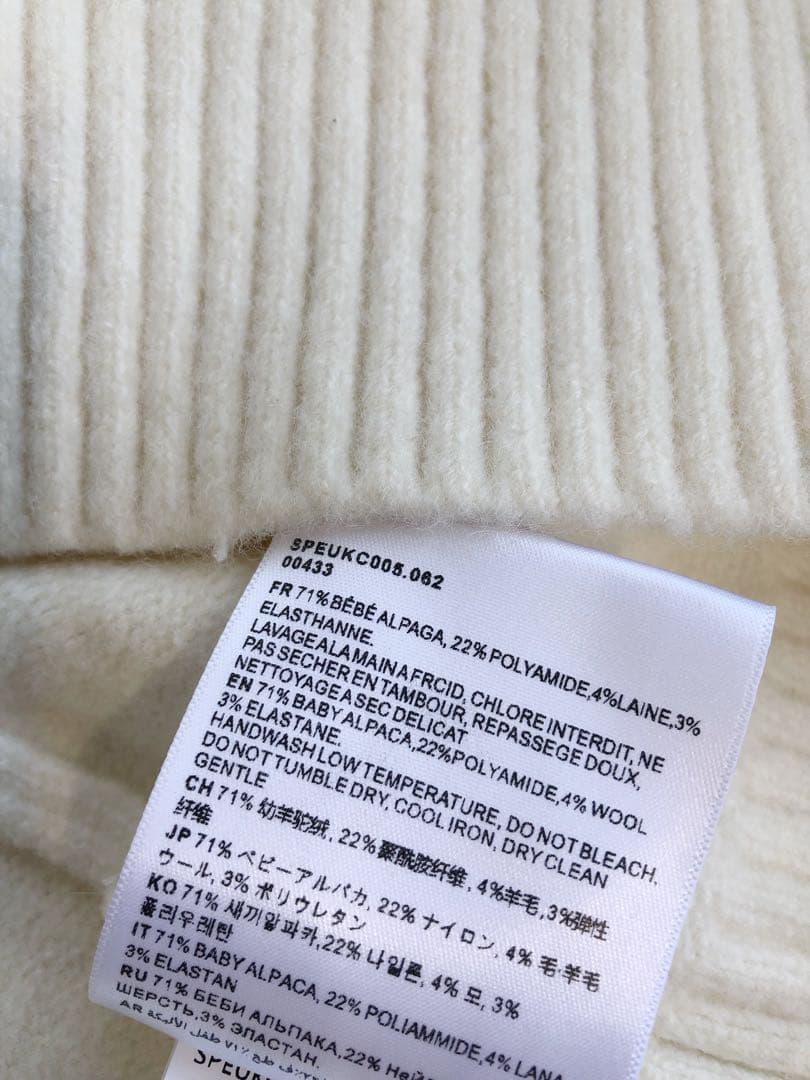 SPEUKC005.062
00433
FR 71% BÉBÉ ALPAGA, 22% POLYAMIDE,4%LAINE,3%
ELASTHANNE.
LAVAGE A LA MAIN A FRCID, CHLORE INTERDIT, NE
PAS SECHER EN TAMBOUR, REPASSEGE DOUX,
NETTOYAGE A SEC DELICAT
EN 71% BABY ALPACA,22%POLYAMIDE,4% WOOL
3% ELASTANE.
HANDWASH LOW TEMPERATURE, DO NOT BLEACH,
DO NOT TUMBLE DRY, COOL IRON, DRY CLEAN
GENTLE
CH 71% 幼羊驼绒, 22%聚酰胺纤维, 4%羊毛,3%弹性
纤维
JP 71% ベビーアルパカ, 22% ナイロン, 4% 毛·羊毛
ウール, 3% ポリウレタン
KO 71% 새끼알파카,22% 나일론, 4% 모, 3%
폴리우레탄
IT 71% BABY ALPACA, 22% POLIAMMIDE,4% LANA
3% ELASTAN
RU 71% БЕБИ АЛЬПАКА,22% Ней
ШЕРСТЬ,3% ЭЛАСТАН.
AR
SPEUK